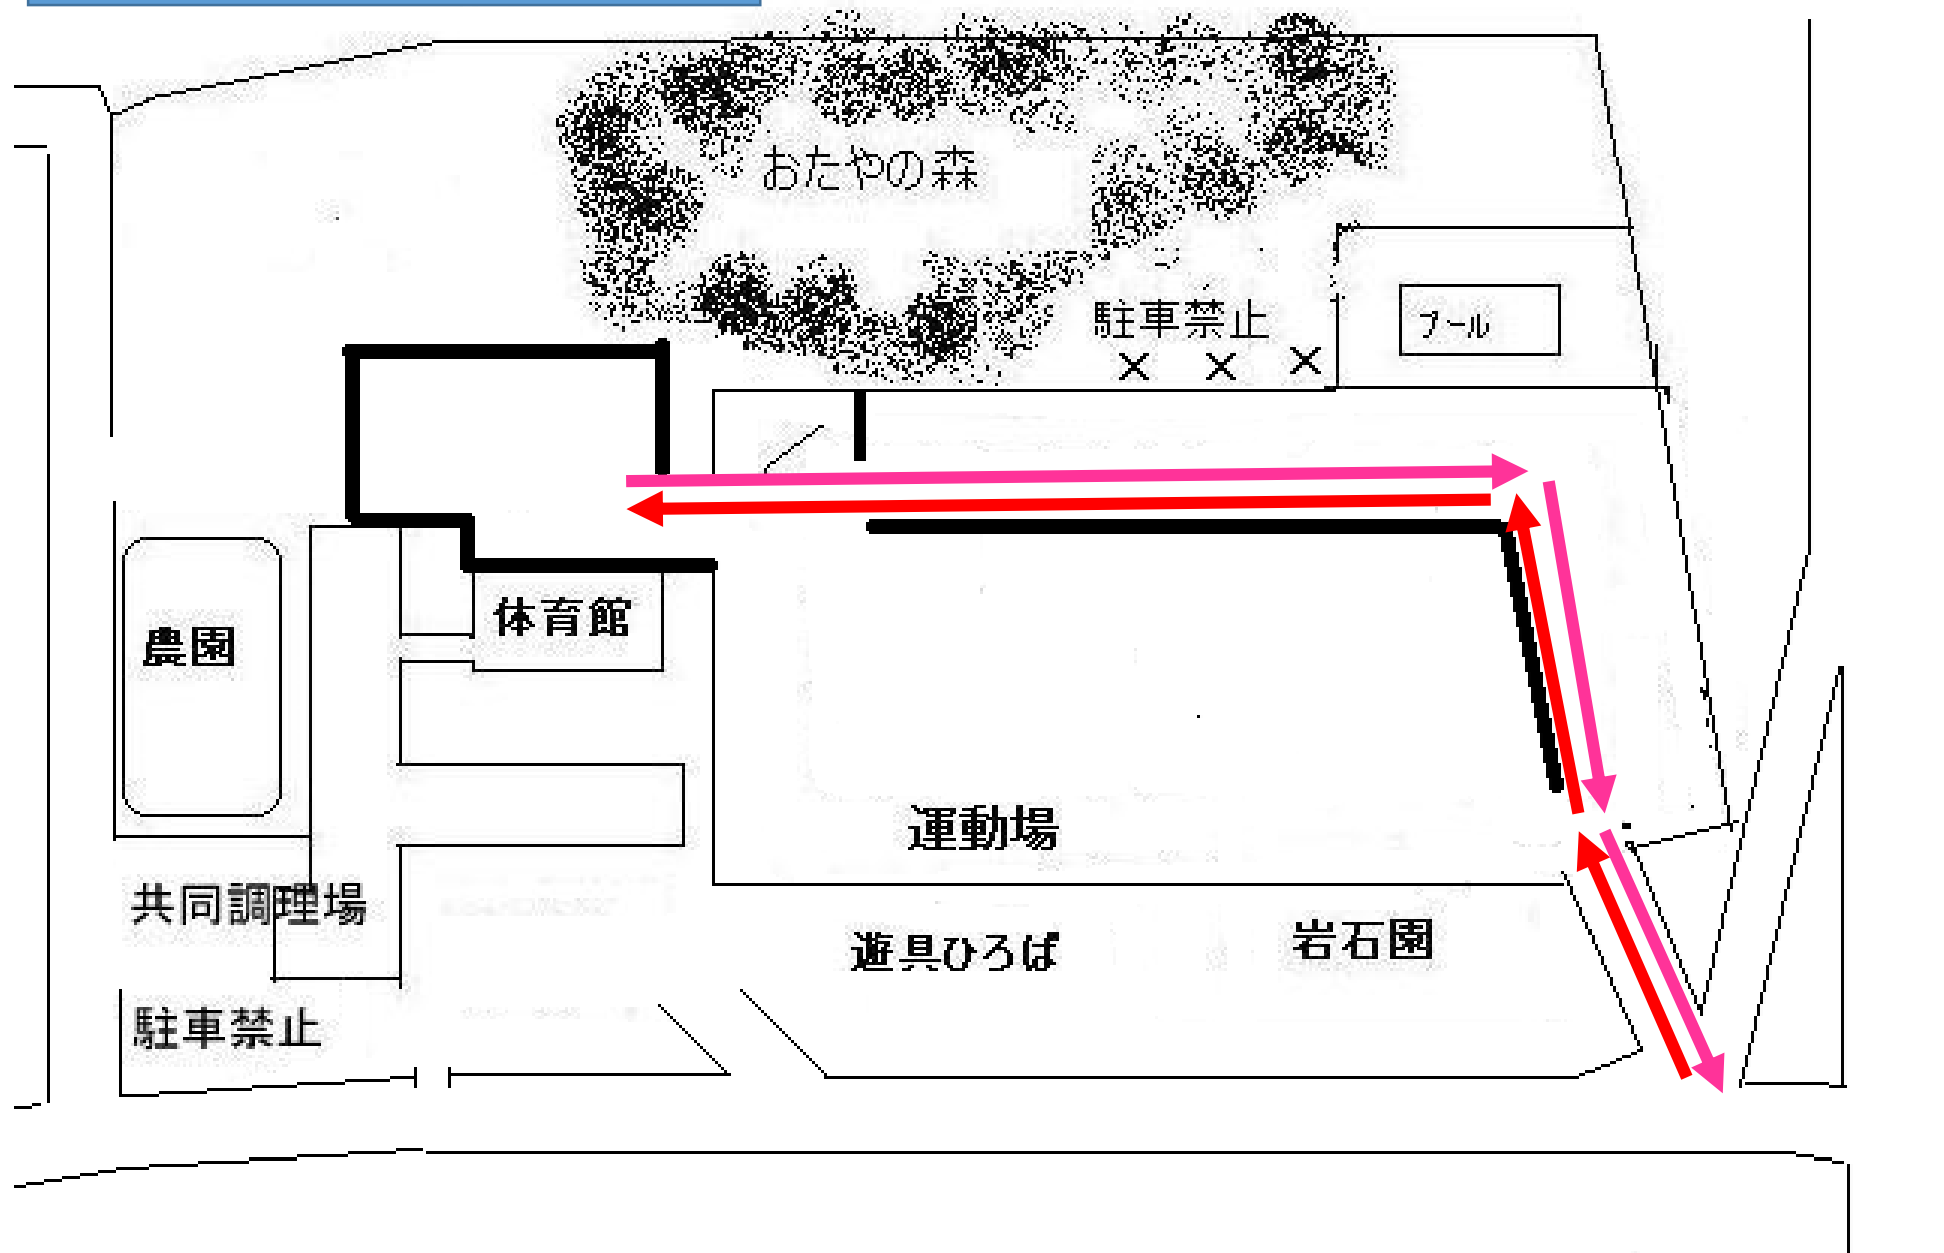 おたやの森
駐車禁止
プール
体育館
農園
運動場
共同調理場
遊具ひろば
岩石園
駐車禁止